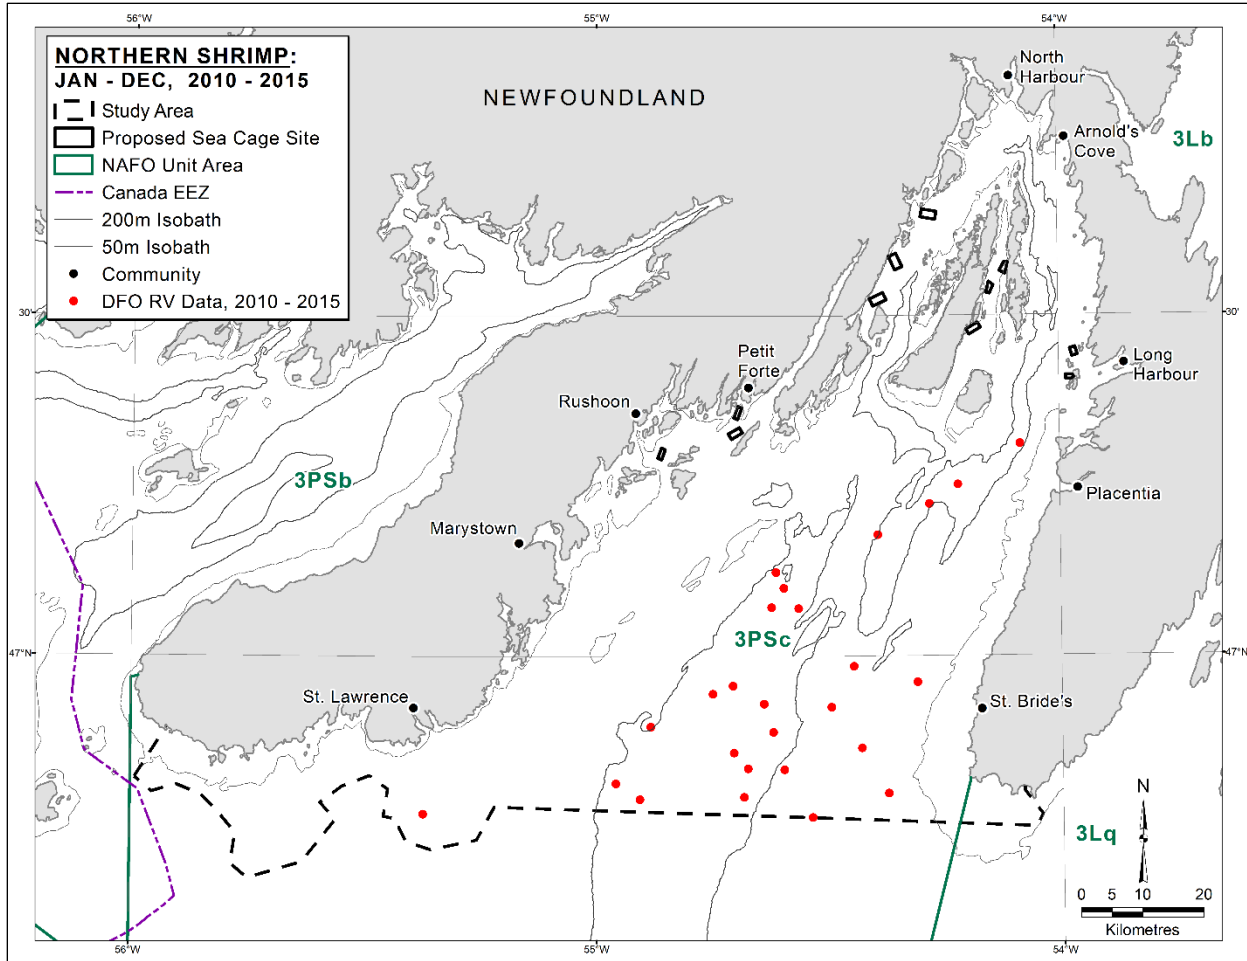 56°W
55°W
54°W
NORTHERN SHRIMP:
JAN - DEC, 2010 - 2015
Study Area
Proposed Sea Cage Site
NAFO Unit Area
Canada EEZ
200m Isobath
50m Isobath
Community
DFO RV Data, 2010 - 2015
NEWFOUNDLAND
North
Harbour
Arnold's
Cove
3Lb
30'
30'
Petit
Forte
Long
Harbour
Rushoon
3PSb
Placentia
Marystown
3PSc
47°N
47°N
St. Lawrence
St. Bride's
N
3Lq
0 5 10 20
Kilometres
56°W
55°W
54°W